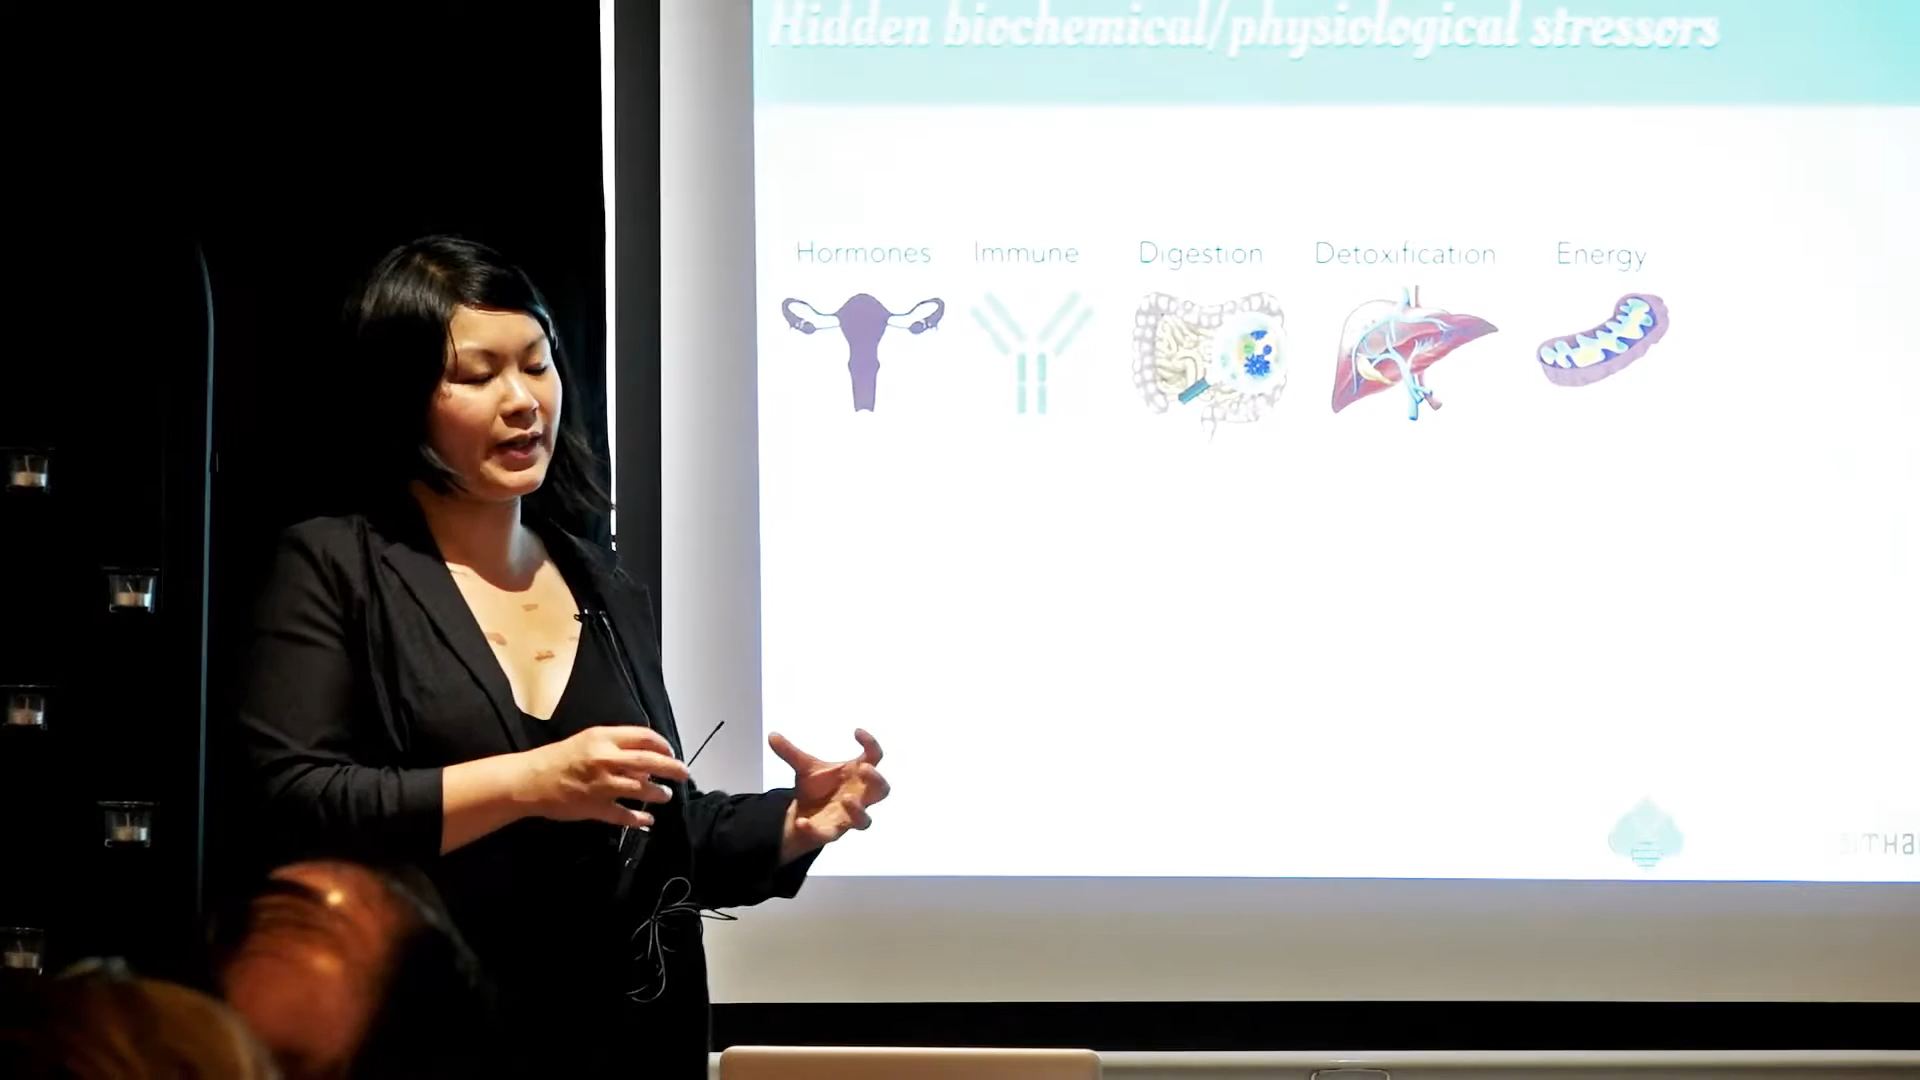 Hidden biochemical/physiological stressors
Hormones Immune Digestion Detoxification Energy